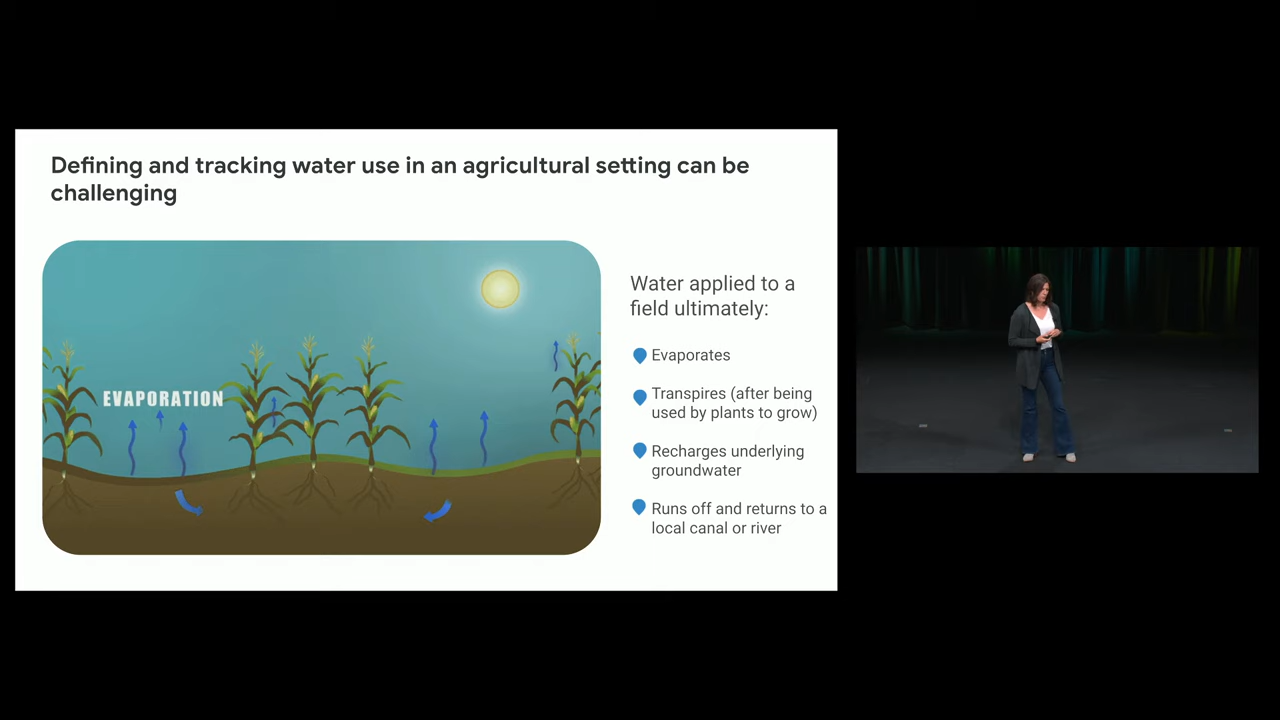 Defining and tracking water use in an agricultural setting can be
challenging
EVAPORATION
Water applied to a
field ultimately:
Evaporates
Transpires (after being
used by plants to grow)
Recharges underlying
groundwater
Runs off and returns to a
local canal or river